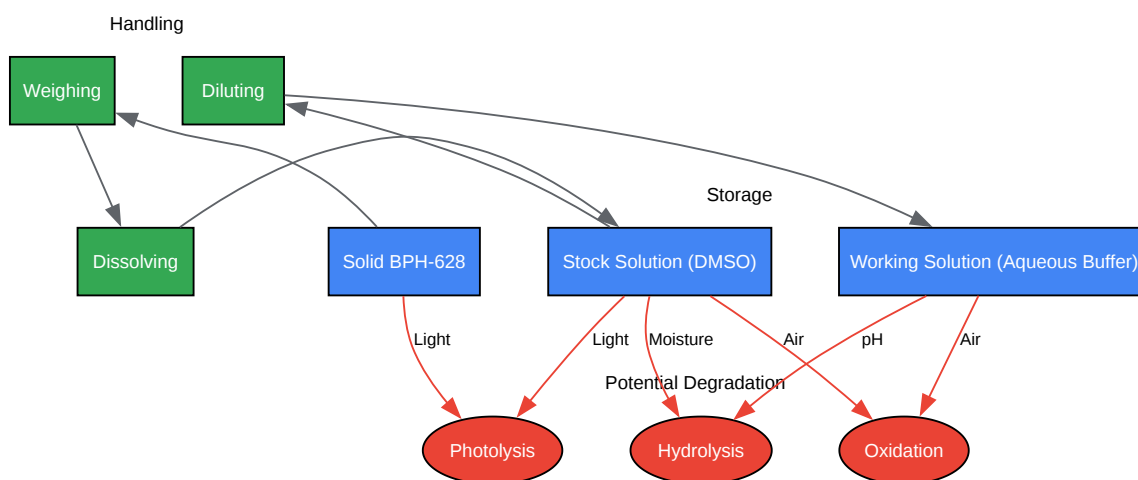 Handling
Weighing
Diluting
Storage
Dissolving
Solid BPH-628
Stock Solution (DMSO)
Working Solution (Aqueous Buffer)
Light
Light
Moisture
Air
pH
Air
Potential Degradation
Photolysis
Hydrolysis
Oxidation